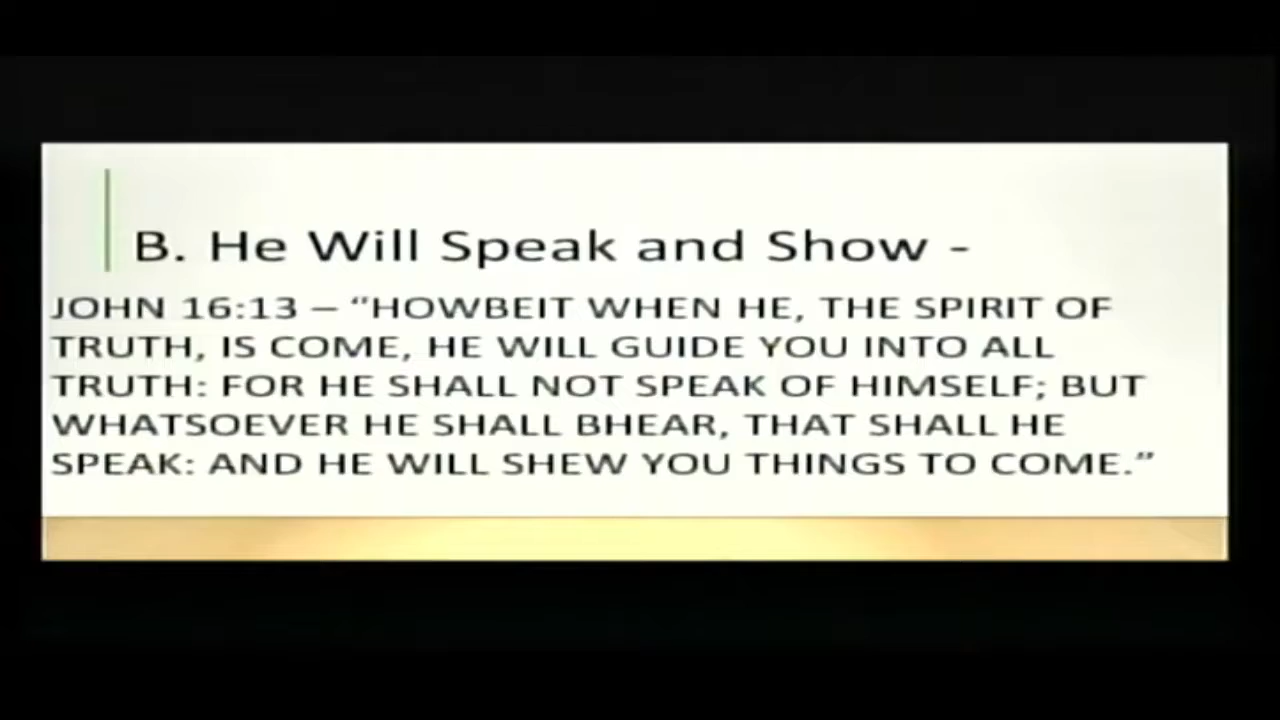 B. He Will Speak and Show -
JOHN 16:13 – “HOWBEIT WHEN HE, THE SPIRIT OF
TRUTH, IS COME, HE WILL GUIDE YOU INTO ALL
TRUTH: FOR HE SHALL NOT SPEAK OF HIMSELF; BUT
WHATSOEVER HE SHALL BHEAR, THAT SHALL HE
SPEAK: AND HE WILL SHEW YOU THINGS TO COME.”